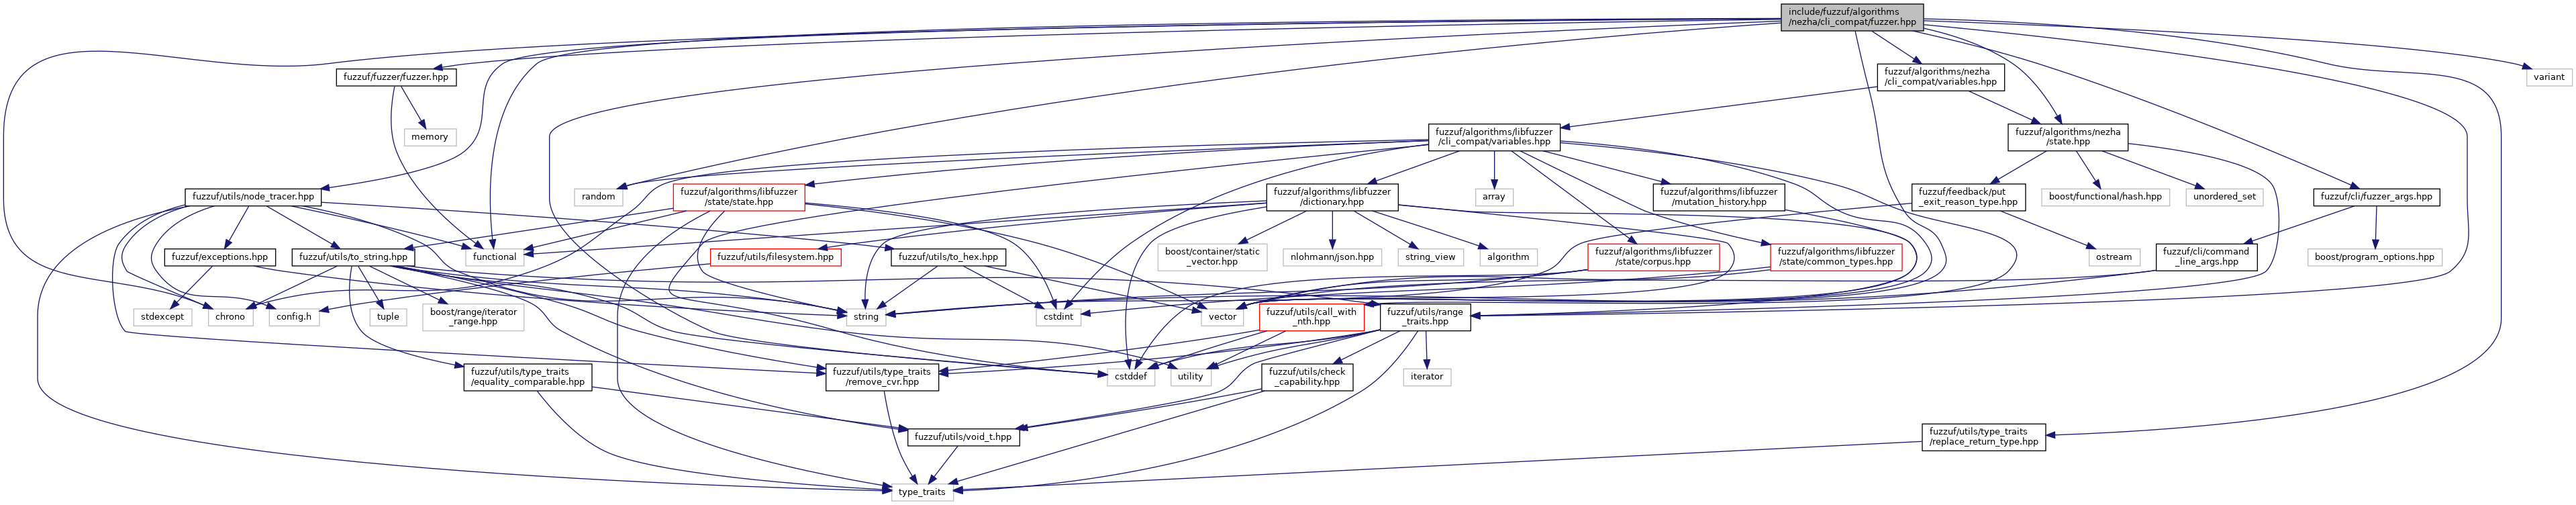 include/fuzzuf/algorithms
/nezha/cli_compat/fuzzer.hpp
fuzzuf/fuzzer/fuzzer.hpp
fuzzuf/algorithms/nezha
/cli_compat/variables.hpp
variant
memory
fuzzuf/algorithms/libfuzzer
/cli_compat/variables.hpp
fuzzuf/algorithms/nezha
/state.hpp
fuzzuf/utils/node_tracer.hpp
random
fuzzuf/algorithms/libfuzzer
/state/state.hpp
fuzzuf/algorithms/libfuzzer
/dictionary.hpp
array
fuzzuf/algorithms/libfuzzer
/mutation_history.hpp
fuzzuf/feedback/put
_exit_reason_type.hpp
boost/functional/hash.hpp
unordered_set
fuzzuf/cli/fuzzer_args.hpp
fuzzuf/exceptions.hpp
fuzzuf/utils/to_string.hpp
functional
fuzzuf/utils/filesystem.hpp
fuzzuf/utils/to_hex.hpp
boost/container/static
_vector.hpp
nlohmann/json.hpp
string_view
algorithm
fuzzuf/algorithms/libfuzzer
/state/corpus.hpp
fuzzuf/algorithms/libfuzzer
/state/common_types.hpp
ostream
fuzzuf/cli/command
_line_args.hpp
boost/program_options.hpp
stdexcept
chrono
config.h
tuple
boost/range/iterator
_range.hpp
string
cstdint
vector
fuzzuf/utils/call_with
_nth.hpp
fuzzuf/utils/range
_traits.hpp
fuzzuf/utils/type_traits
/equality_comparable.hpp
fuzzuf/utils/type_traits
/remove_cvr.hpp
cstddef
utility
fuzzuf/utils/check
_capability.hpp
iterator
fuzzuf/utils/void_t.hpp
fuzzuf/utils/type_traits
/replace_return_type.hpp
type_traits